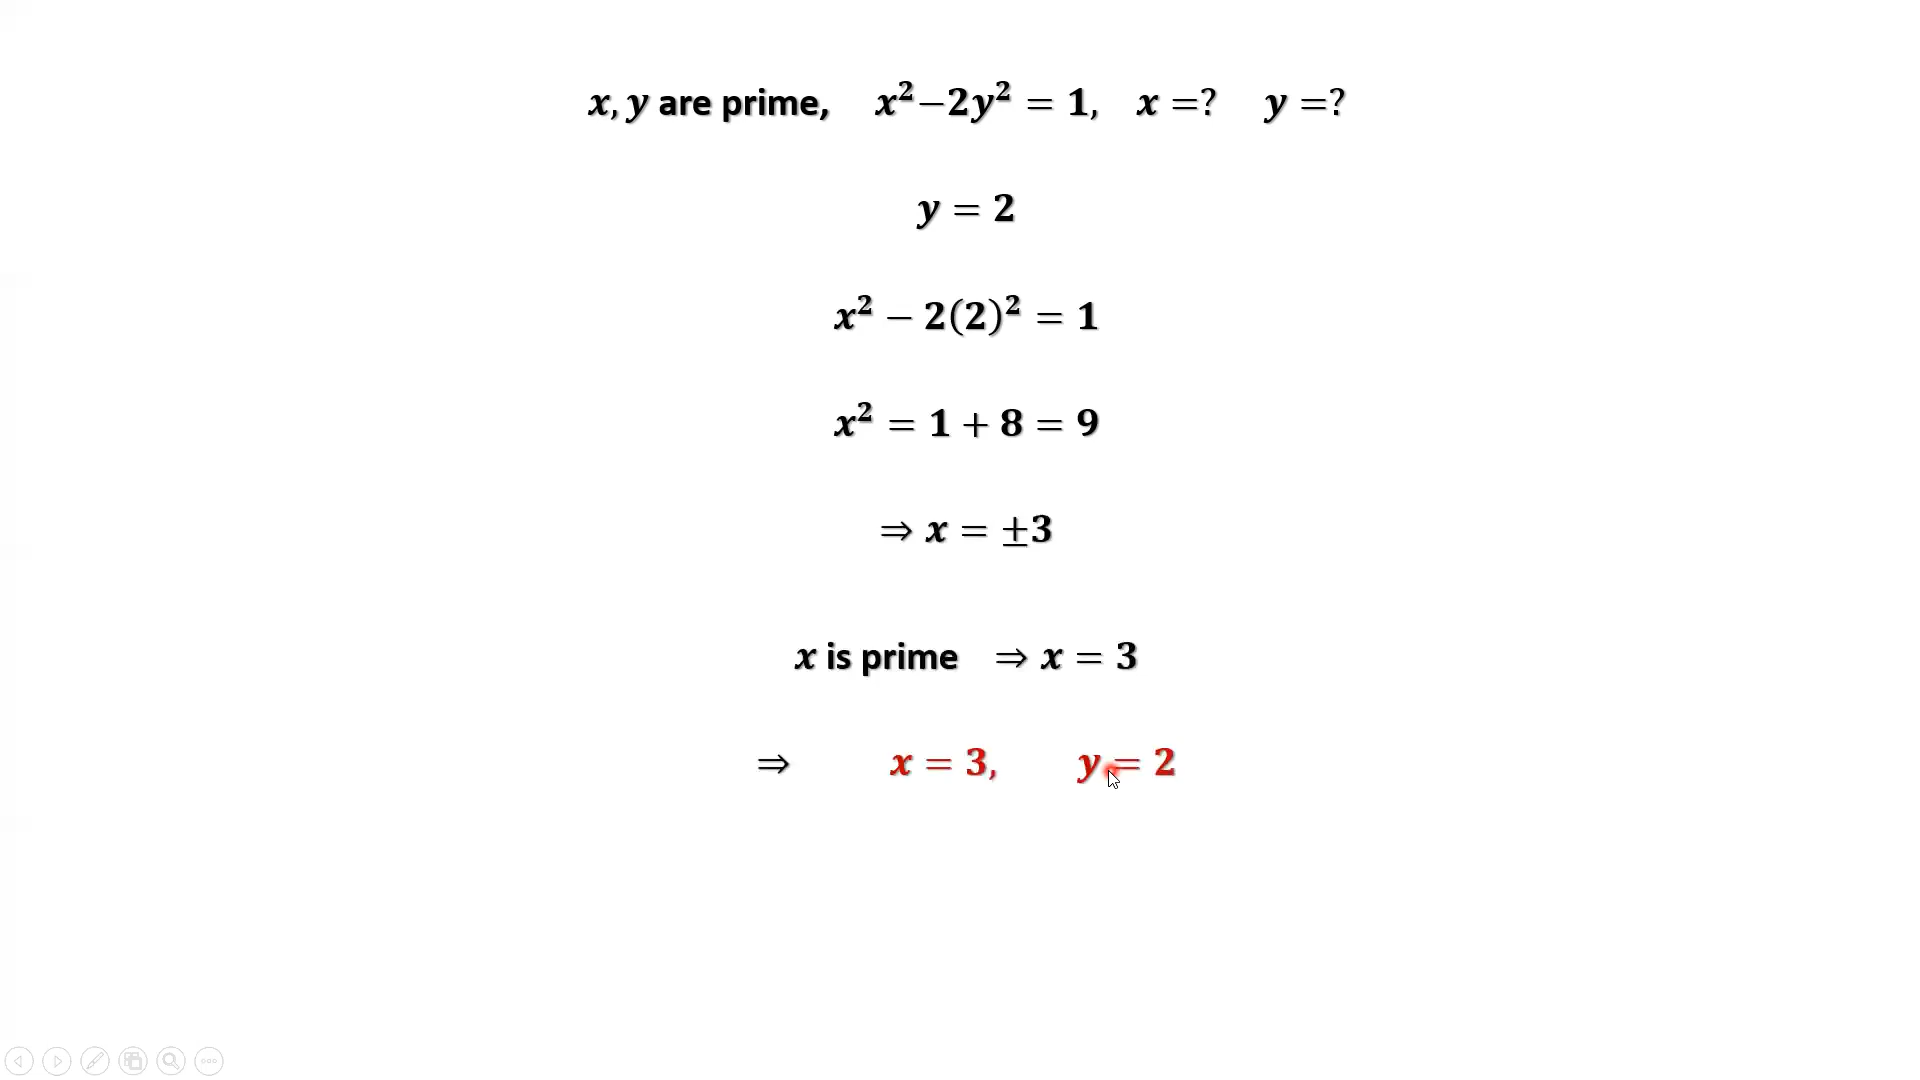 x, y are prime, x²−2y² = 1, x =? y =?
y = 2
x² − 2(2)² = 1
x² = 1 + 8 = 9
⇒ x = ±3
x is prime ⇒ x = 3
⇒ x = 3, y = 2